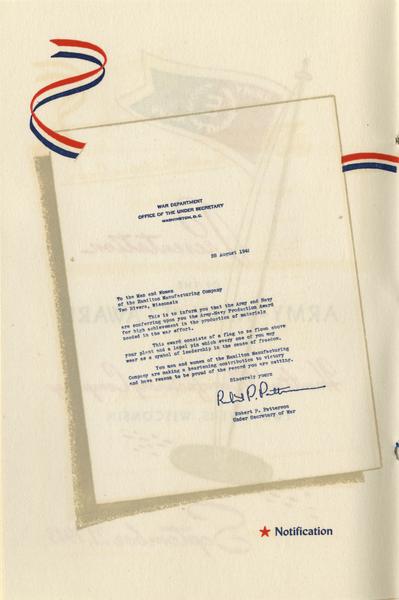 WAR DEPARTMENT
OFFICE OF THE UNDER SECRETARY
WASHINGTON, D.C.
28 August 1942
To the Men and Women
of the Hamilton Manufacturing Company
Two Rivers, Wisconsin
This is to inform you that the Army and Navy
are conferring upon you the Army-Navy Production Award
for high achievement in the production of materials
needed in the war effort.
This award consists of a flag to be flown above
your plant and a lapel pin which every one of you may
wear as a symbol of leadership in the cause of freedom.
You men and women of the Hamilton Manufacturing
Company are making a heartening contribution to victory
and have reason to be proud of the record you are setting.
Sincerely yours
Robert P. Patterson
Robert P. Patterson
Under Secretary of War
Notification